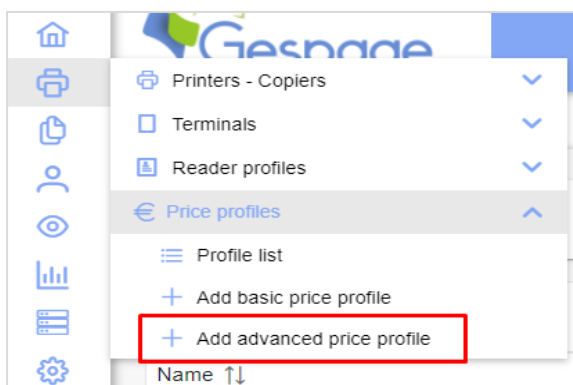 Gespage
Printers - Copiers
Terminals
Reader profiles
€ Price profiles
Profile list
Add basic price profile
Add advanced price profile
Name